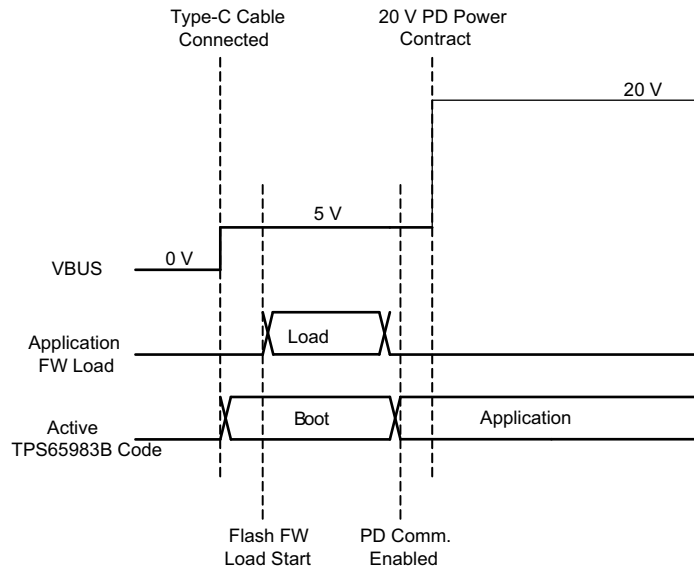 Type-C Cable
Connected
20 V PD Power
Contract
20 V
5 V
0 V
VBUS
Load
Application
FW Load
Boot
Application
Active
TPS65983B Code
Flash FW
Load Start
PD Comm.
Enabled